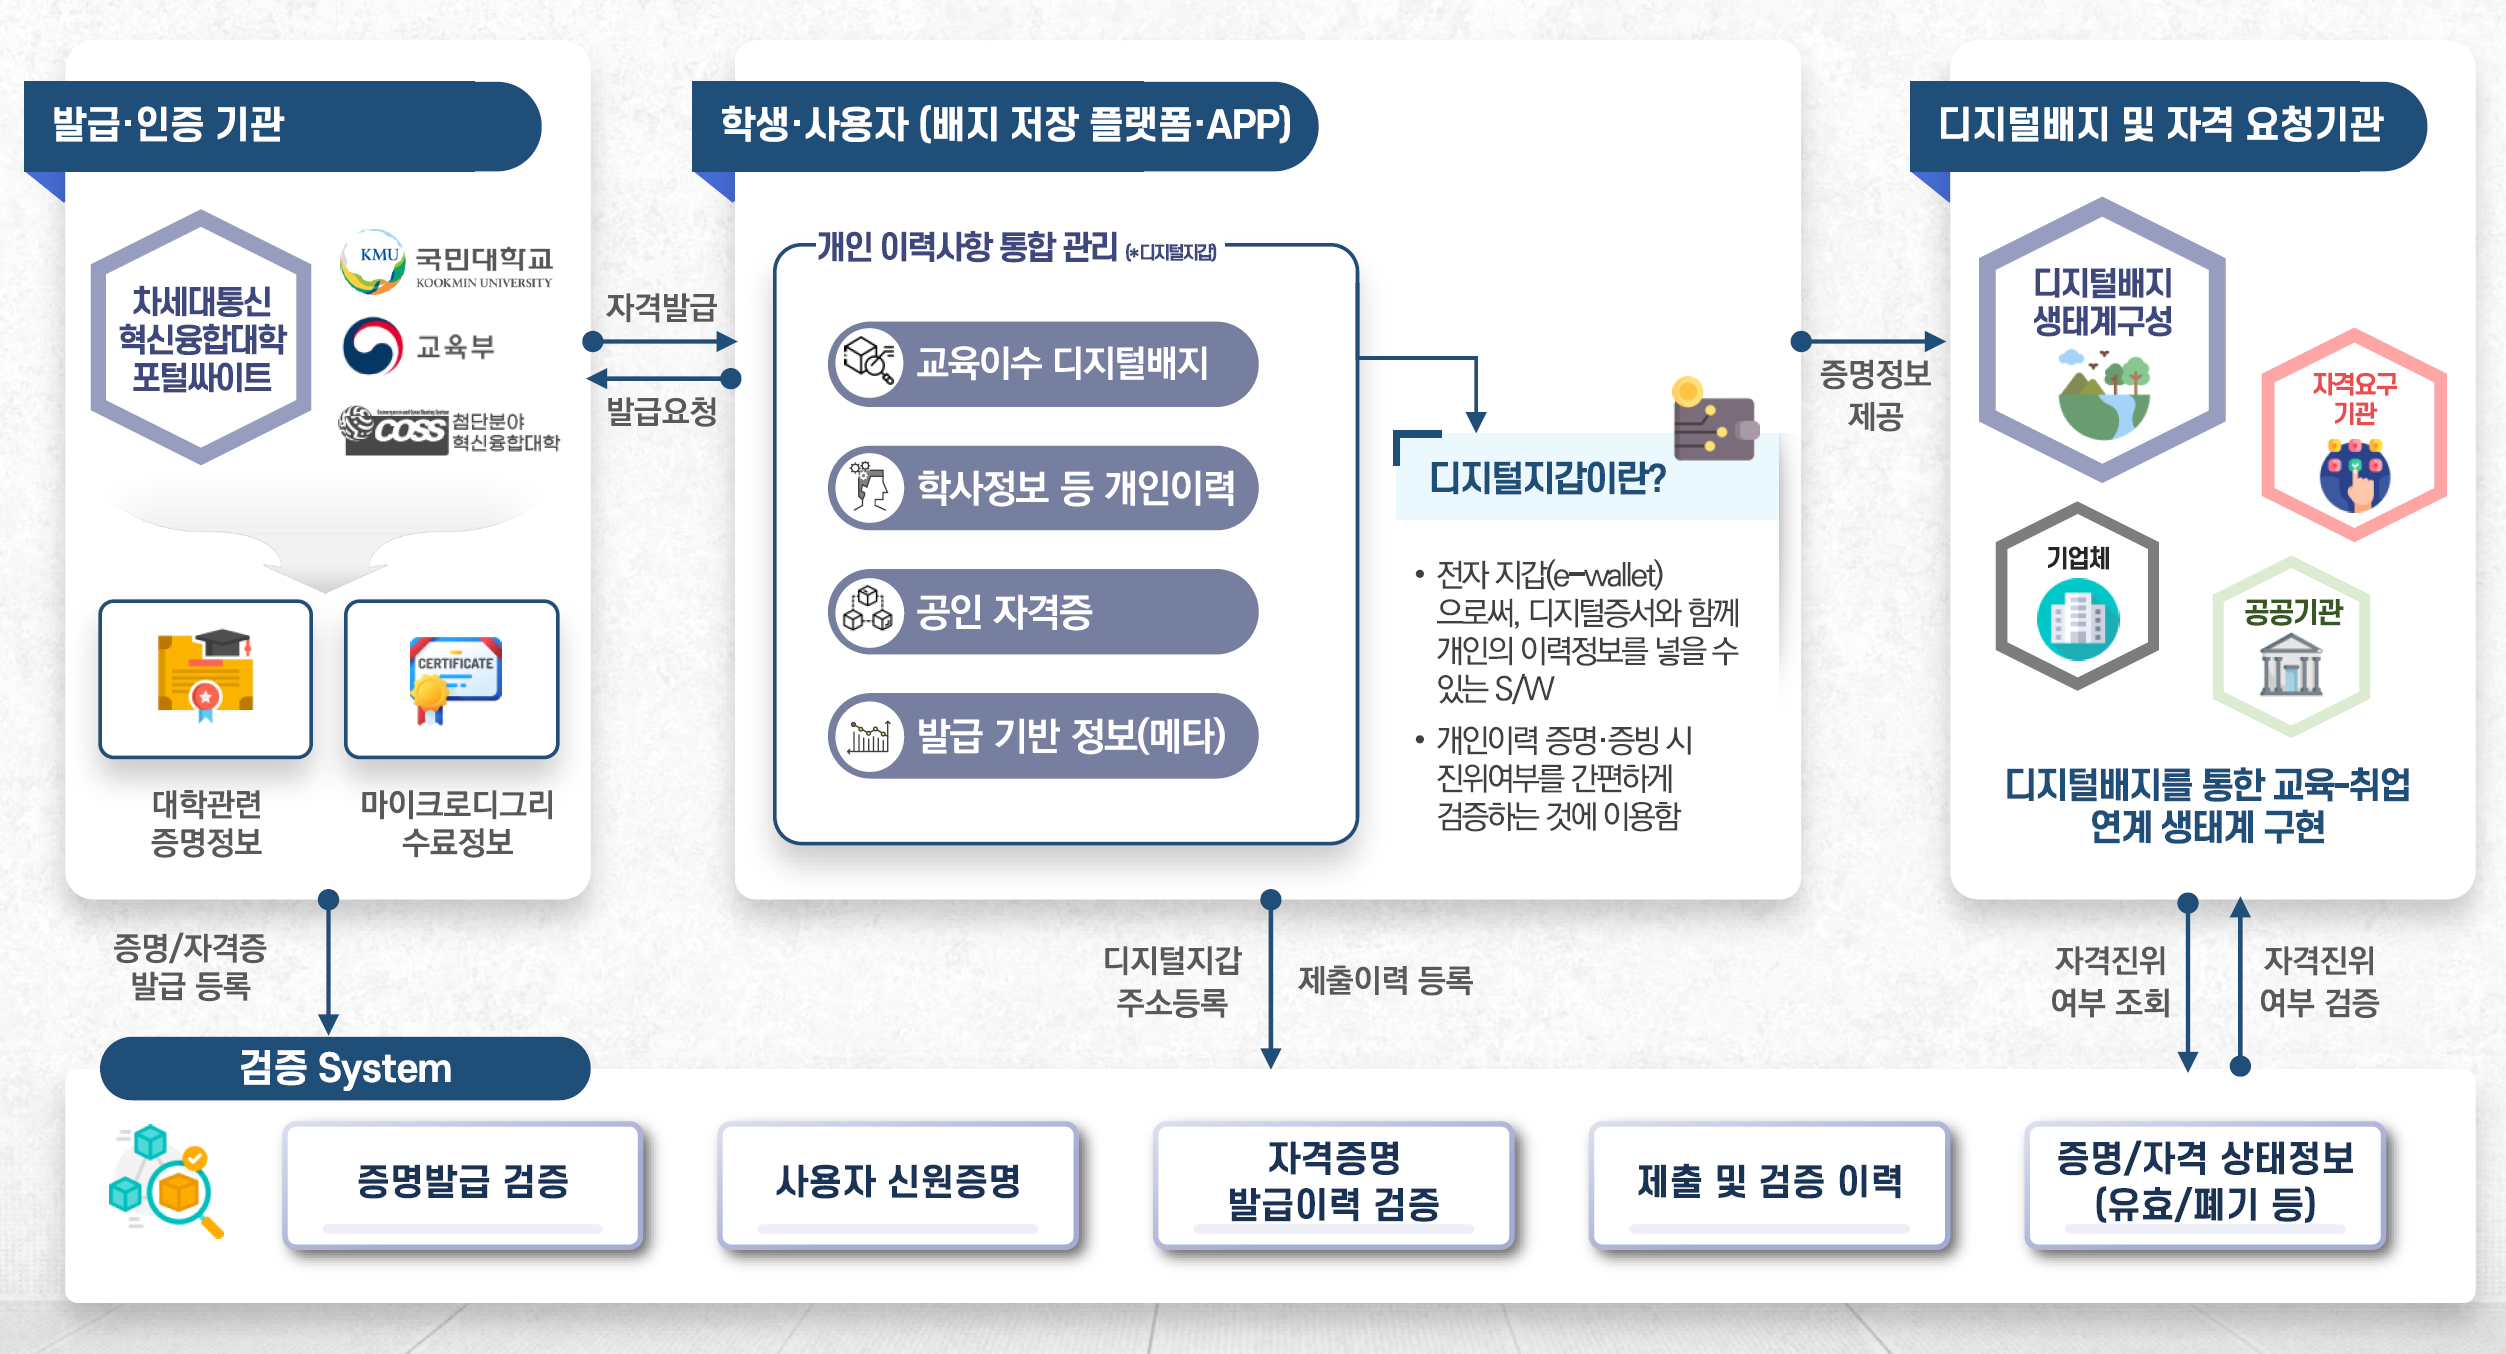 발급·인증 기관
차세대통신
혁신융합대학
포털싸이트
KMU
국민대학교
KOOKMIN UNIVERSITY
교육부
COSS
첨단분야
혁신융합대학
CERTIFICATE
대학관련
증명정보
마이크로디그리
수료정보
자격발급
발급요청
학생·사용자 (배지 저장 플랫폼·APP)
개인 이력사항 통합 관리 (*디지털지갑)
교육이수 디지털배지
학사정보 등 개인이력
공인 자격증
발급 기반 정보(메타)
디지털지갑이란?
• 전자 지갑(e-wallet)
으로써, 디지털증서와 함께
개인의 이력정보를 넣을 수
있는 S/W
• 개인이력 증명·증빙 시
진위여부를 간편하게
검증하는 것에 이용함
증명정보
제공
디지털배지 및 자격 요청기관
디지털배지
생태계구성
자격요구
기관
기업체
공공기관
디지털배지를 통한 교육-취업
연계 생태계 구현
증명/자격증
발급 등록
디지털지갑
주소등록
제출이력 등록
자격진위
여부 조회
자격진위
여부 검증
검증 System
증명발급 검증
사용자 신원증명
자격증명
발급이력 검증
제출 및 검증 이력
증명/자격 상태정보
(유효/폐기 등)